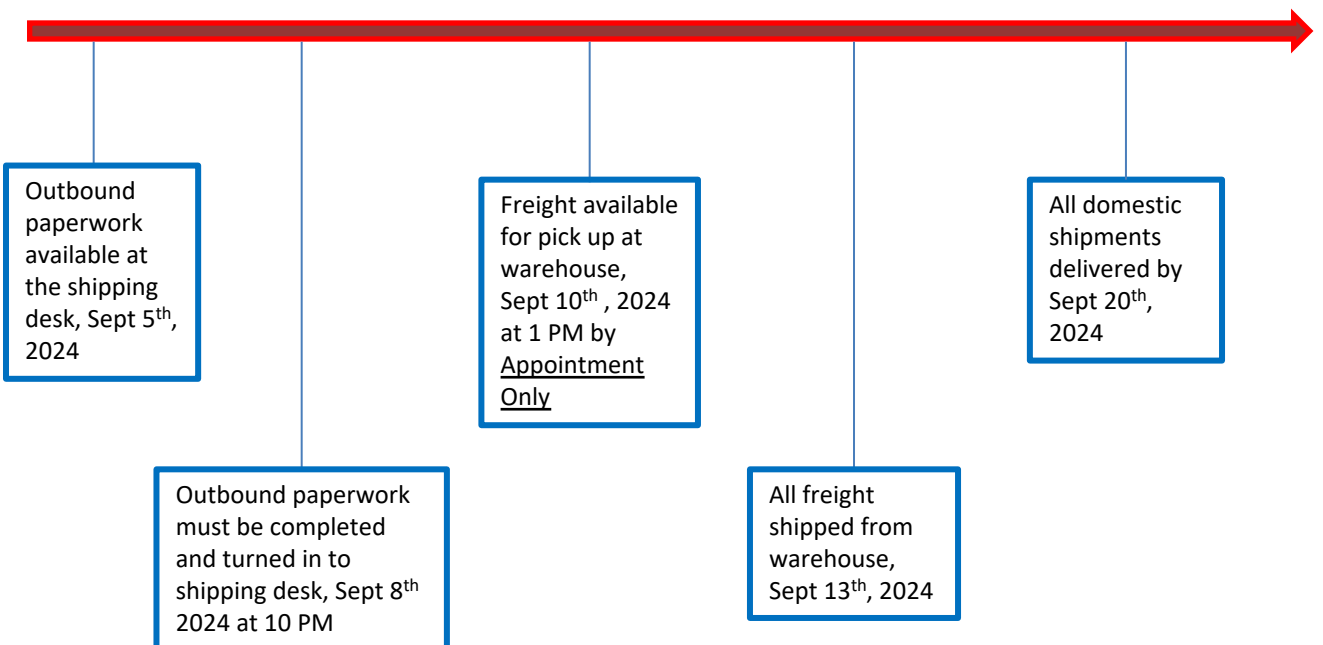 Outbound
paperwork
available at
the shipping
desk, Sept 5th,
2024
Outbound paperwork
must be completed
and turned in to
shipping desk, Sept 8th
2024 at 10 PM
Freight available
for pick up at
warehouse,
Sept 10th , 2024
at 1 PM by
Appointment
Only
All freight
shipped from
warehouse,
Sept 13th, 2024
All domestic
shipments
delivered by
Sept 20th,
2024